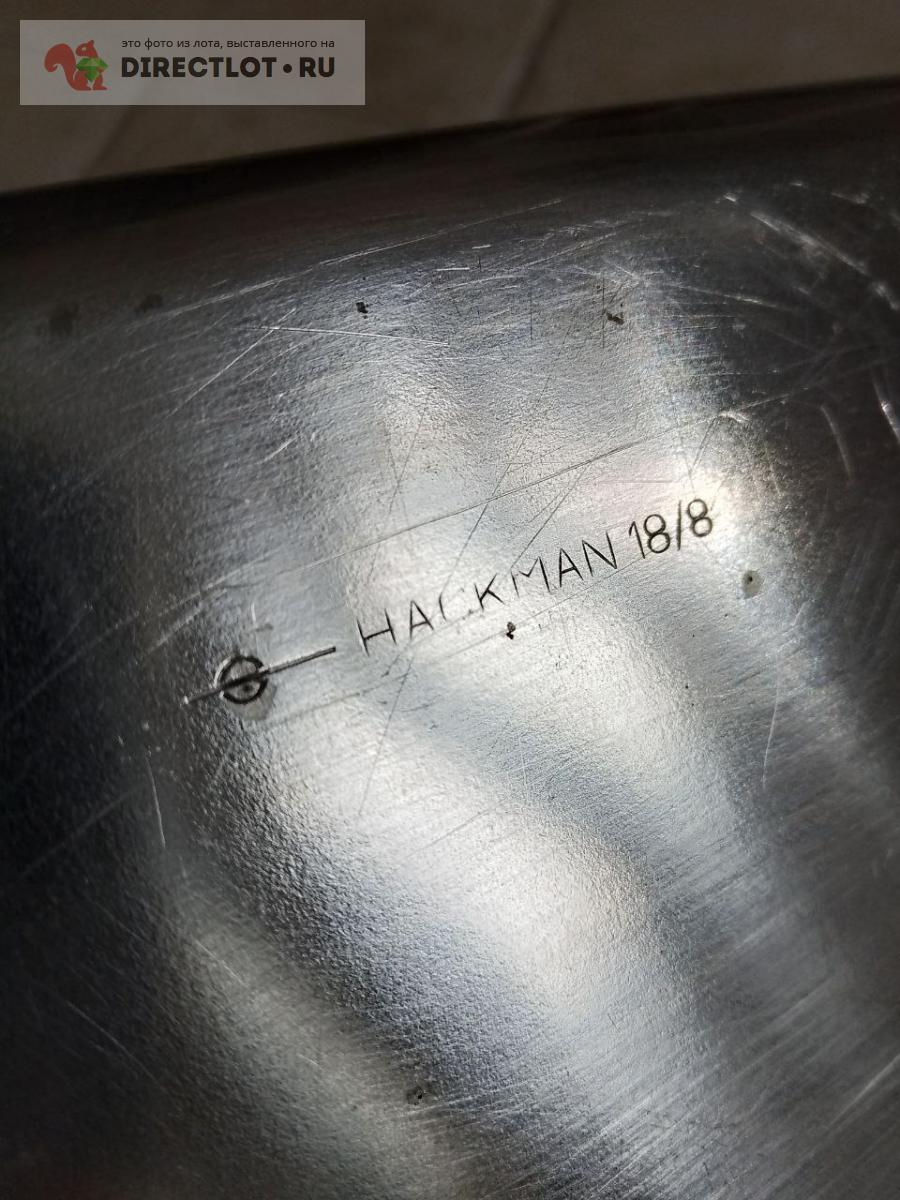 это фото из лота, выставленного на
DIRECTLOT•RU
HACKMAN 18/8